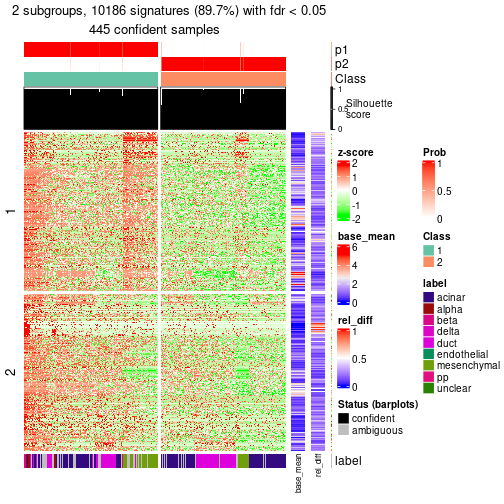 2 subgroups, 10186 signatures (89.7%) with fdr < 0.05
445 confident samples
p1
p2
Class
1
0.5
0
Silhouette
score
1
2
z-score
2
1
0
-1
-2
base_mean
6
4
2
0
rel_diff
1
0.5
0
Status (barplots)
confident
ambiguous
Prob
1
0.5
0
Class
1
2
label
acinar
alpha
beta
delta
duct
endothelial
mesenchymal
pp
unclear
base_mean
rel_diff
label